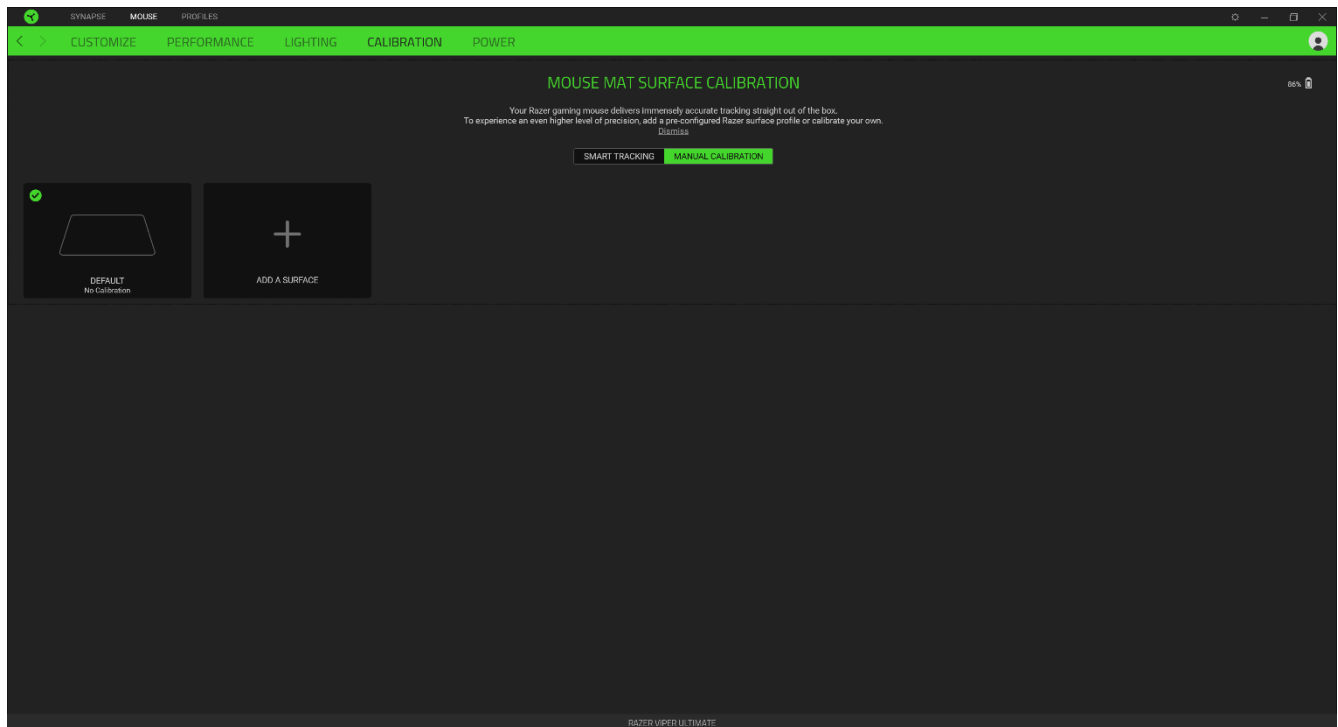 SYNAPSE MOUSE PROFILES
CUSTOMIZE PERFORMANCE LIGHTING CALIBRATION POWER
MOUSE MAT SURFACE CALIBRATION
86%
Your Razer gaming mouse delivers immensely accurate tracking straight out of the box.
To experience an even higher level of precision, add a pre-configured Razer surface profile or calibrate your own.
Dismiss
SMART TRACKING MANUAL CALIBRATION
DEFAULT
No Calibration
ADD A SURFACE
RAZER VIPER ULTIMATE